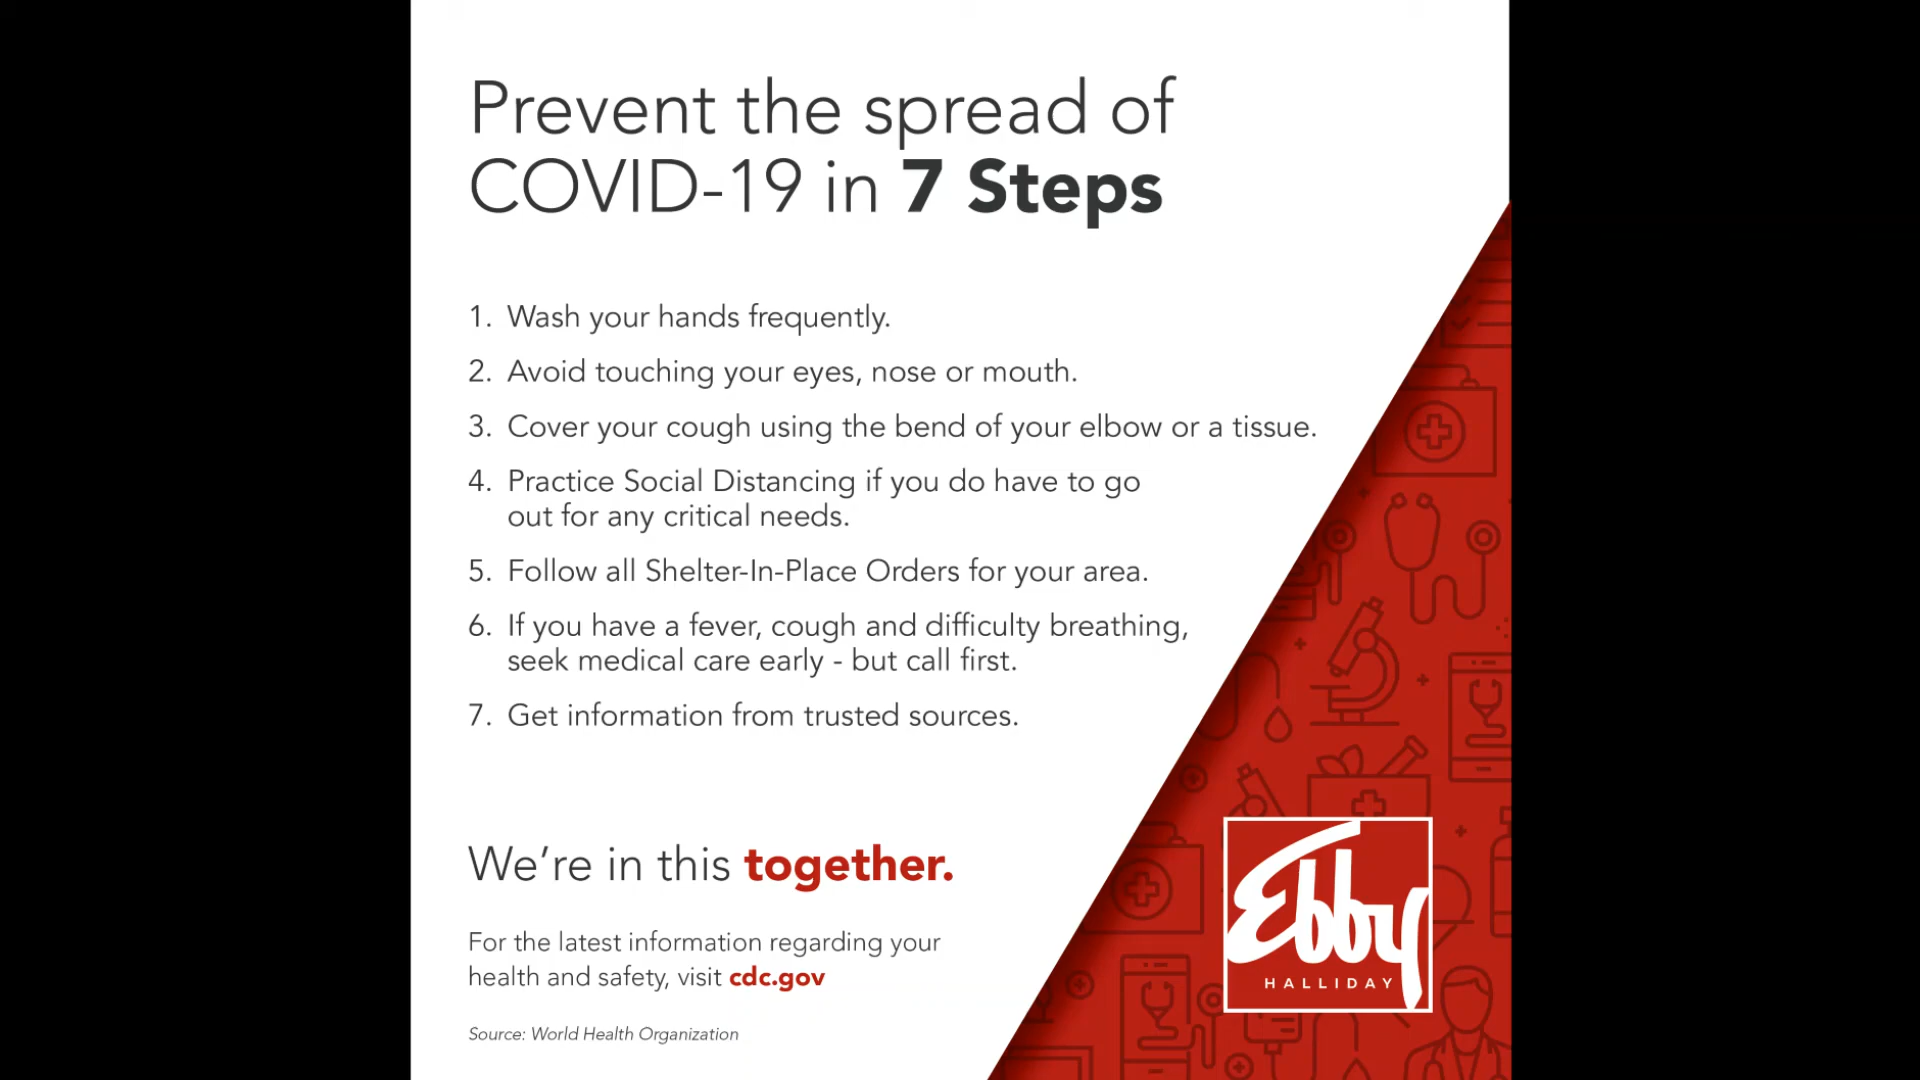 Prevent the spread of
COVID-19 in 7 Steps
1. Wash your hands frequently.
2. Avoid touching your eyes, nose or mouth.
3. Cover your cough using the bend of your elbow or a tissue.
4. Practice Social Distancing if you do have to go
out for any critical needs.
5. Follow all Shelter-In-Place Orders for your area.
6. If you have a fever, cough and difficulty breathing,
seek medical care early - but call first.
7. Get information from trusted sources.
We're in this together.
For the latest information regarding your
health and safety, visit cdc.gov
Source: World Health Organization
Ebby
HALLIDAY